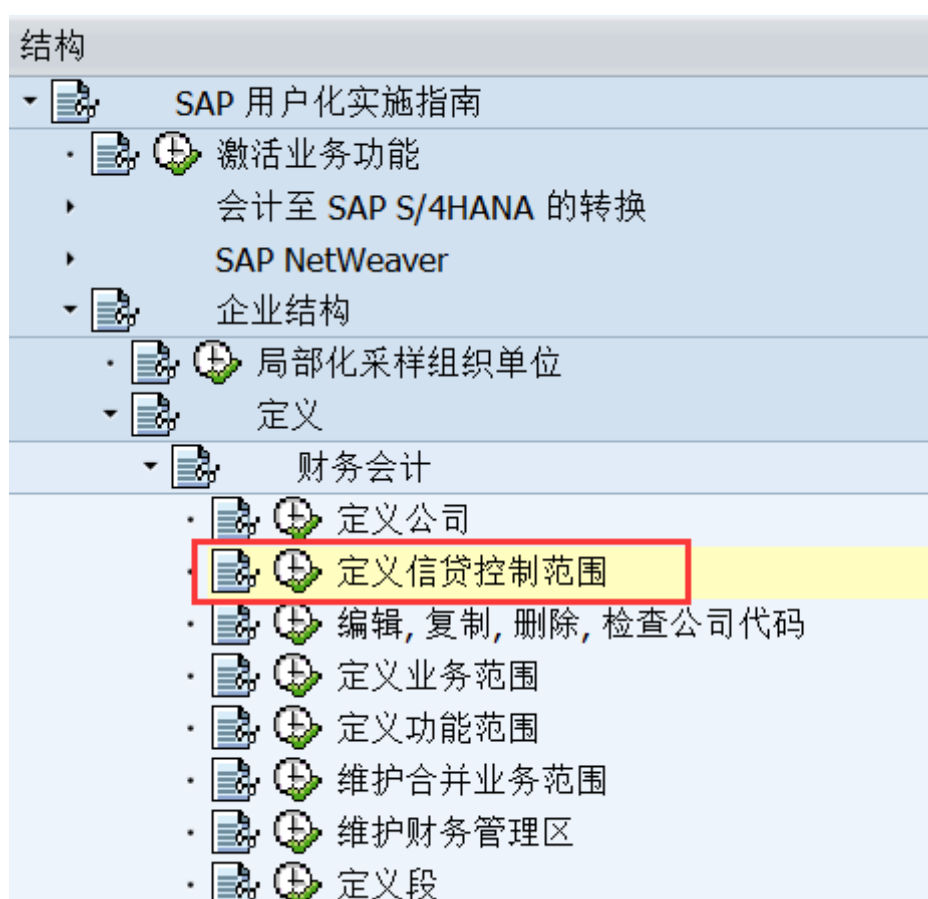 结构
SAP 用户化实施指南
激活业务功能
会计至 SAP S/4HANA 的转换
SAP NetWeaver
企业结构
局部化采样组织单位
定义
财务会计
定义公司
定义信贷控制范围
编辑, 复制, 删除, 检查公司代码
定义业务范围
定义功能范围
维护合并业务范围
维护财务管理区
定义段